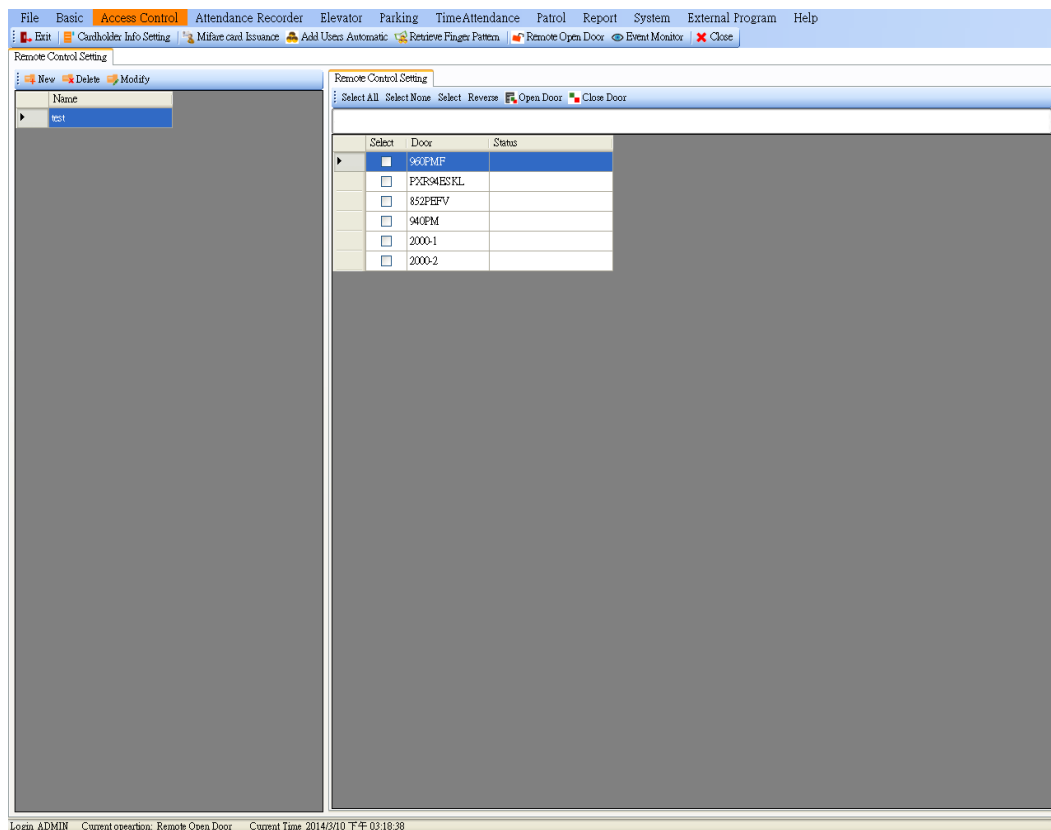 File Basic Access Control Attendance Recorder Elevator Parking TimeAttendance Patrol Report System External Program Help
Exit Cardholder Info Setting Mifare card Issuance Add Users Automatic Retrieve Finger Pattern Remote Open Door Event Monitor Close
Remote Control Setting
New Delete Modify
Name
test
Remote Control Setting
Select All Select None Select Reverse Open Door Close Door
Select Door Status
960PMF
PXR94ESKL
852PEFV
940PM
2000-1
2000-2
Login ADMIN Current opeartion: Remote Open Door Current Time 2014/3/10 下午 03:18:38